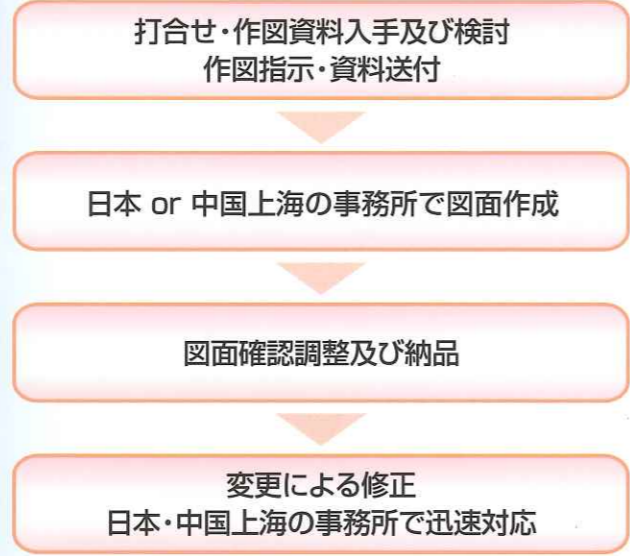 打合せ・作図資料入手及び検討
作図指示・資料送付
日本 or 中国上海の事務所で図面作成
図面確認調整及び納品
変更による修正
日本・中国上海の事務所で迅速対応